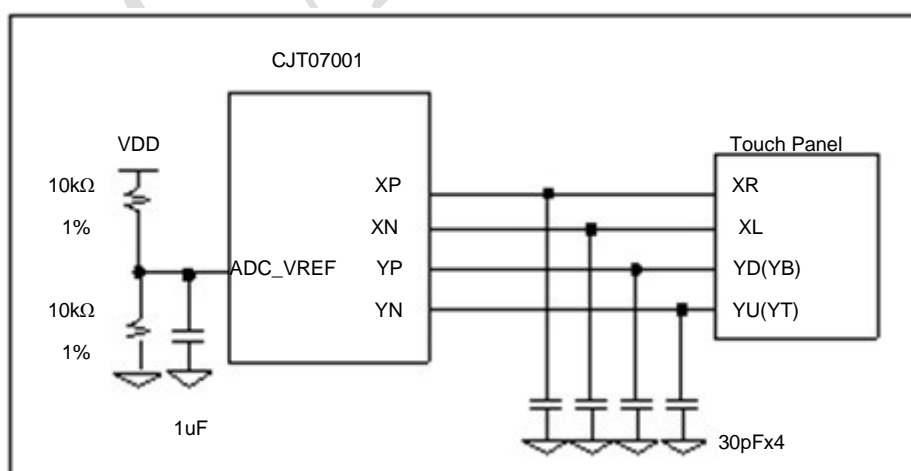 CJT07001
VDD
Touch Panel
10kΩ
1%
XP
XR
XN
XL
ADC_VREF
YP
YD(YB)
10kΩ
1%
YN
YU(YT)
1uF
30pFx4